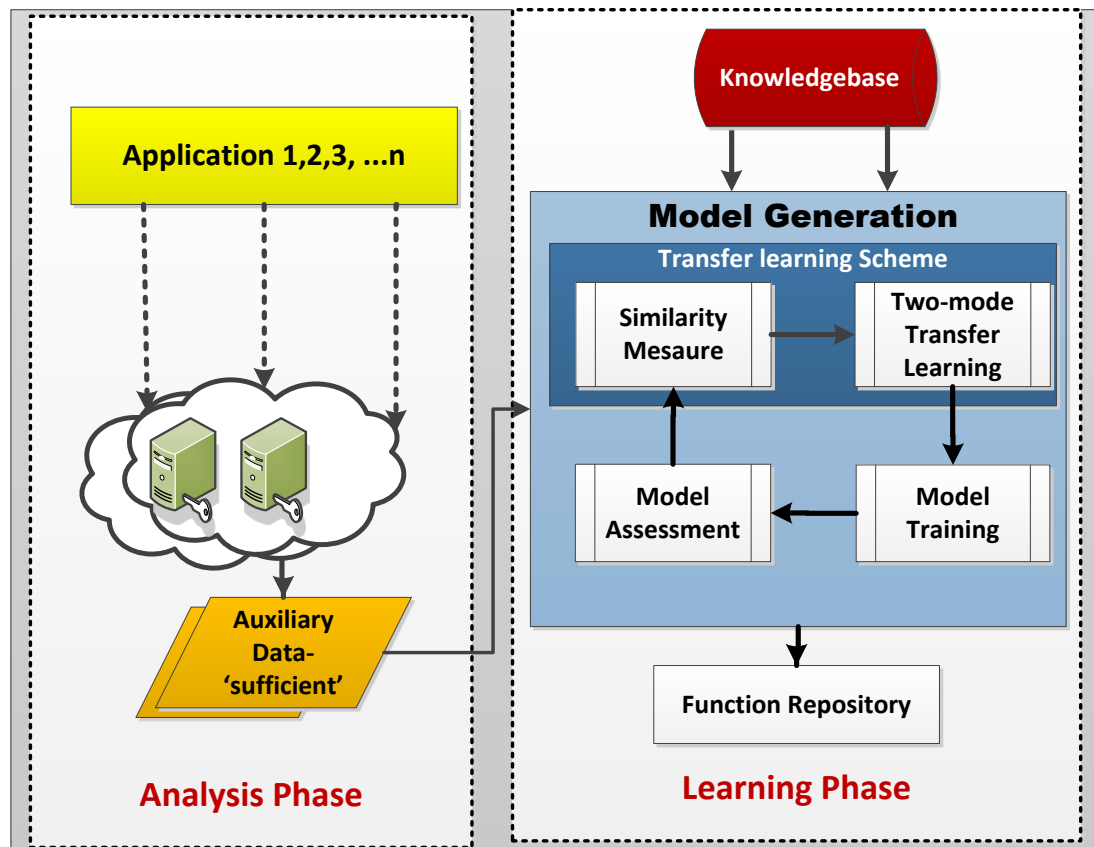 Application 1,2,3, ...n
Auxiliary
Data-
‘sufficient’
Analysis Phase
Knowledgebase
Model Generation
Transfer learning Scheme
Similarity
Mesaure
Two-mode
Transfer
Learning
Model
Assessment
Model
Training
Function Repository
Learning Phase